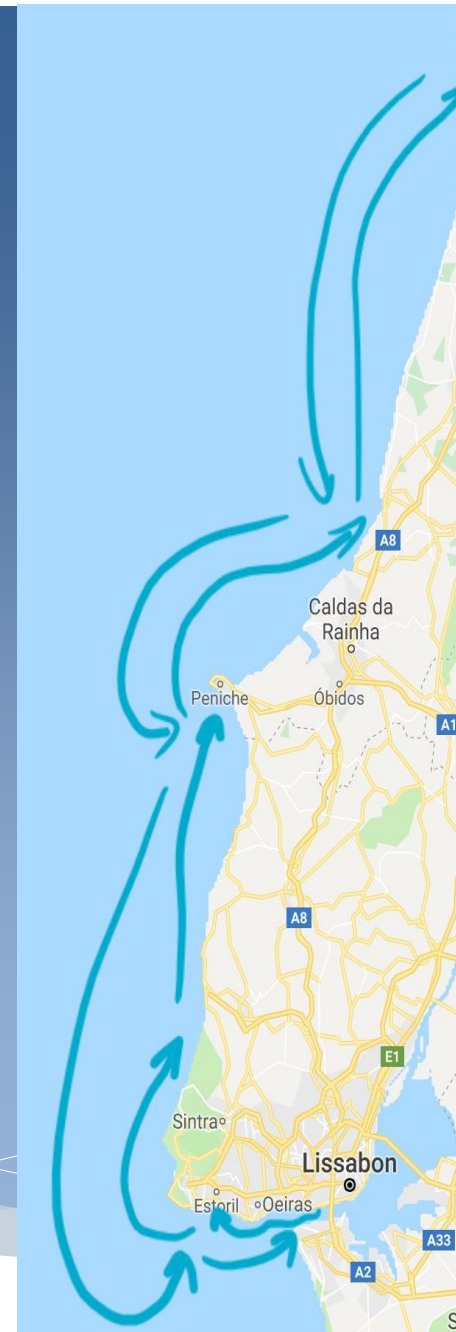 A8
Caldas da
Rainha
Peniche
Óbidos
A1
A8
E1
Sintra
Lissabon
Estoril
Oeiras
A33
A2
S